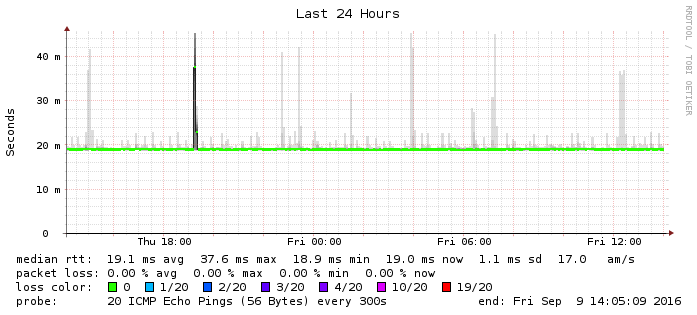 Last 24 Hours
RRDTOOL / TOBI OETIKER
Seconds
40 m
30 m
20 m
10 m
0
Thu 18:00 Fri 00:00 Fri 06:00 Fri 12:00
median rtt: 19.1 ms avg 37.6 ms max 18.9 ms min 19.0 ms now 1.1 ms sd 17.0 am/s
packet loss: 0.00 % avg 0.00 % max 0.00 % min 0.00 % now
loss color: 0 1/20 2/20 3/20 4/20 10/20 19/20
probe: 20 ICMP Echo Pings (56 Bytes) every 300s end: Fri Sep 9 14:05:09 2016